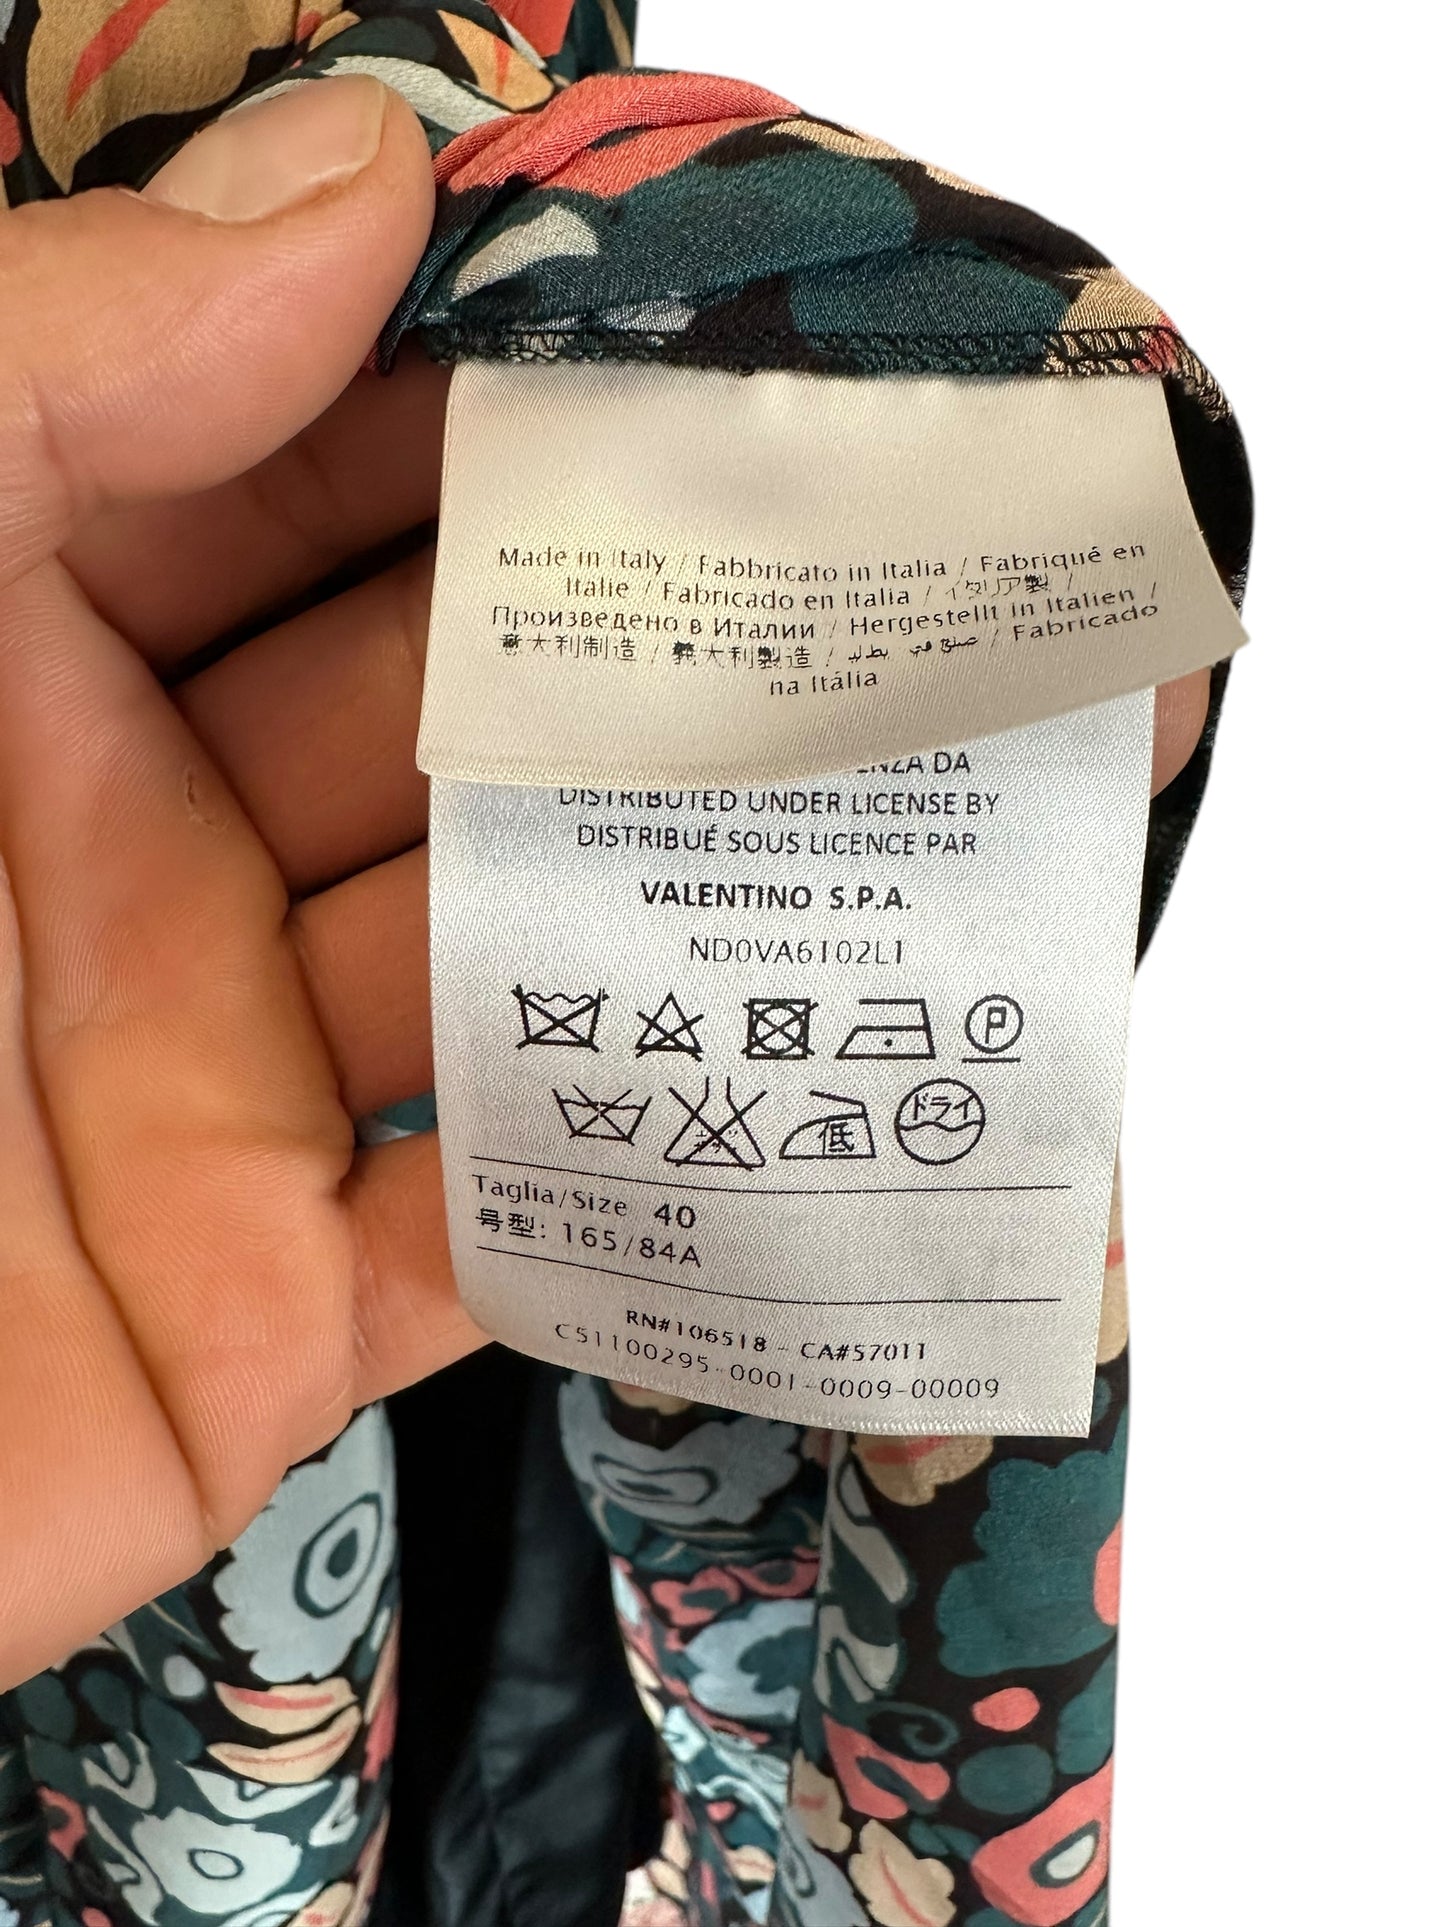 Made in Italy / Fabbricato in Italia / Fabriqué en
Italie / Fabricado en Italia / イタリア製 /
Произведено в Италии / Hergestellt in Italien /
意大利制造 / 義大利製造 / صنع في / Fabricado
na Itália
DA
DISTRIBUTED UNDER LICENSE BY
DISTRIBUÉ SOUS LICENCE PAR
VALENTINO S.P.A.
ND0VA6102L1
P
低 ドライ
Taglia/Size 40
号型: 165/84A
RN#106518 - CA#57011
C51100295-0001-0009-00009